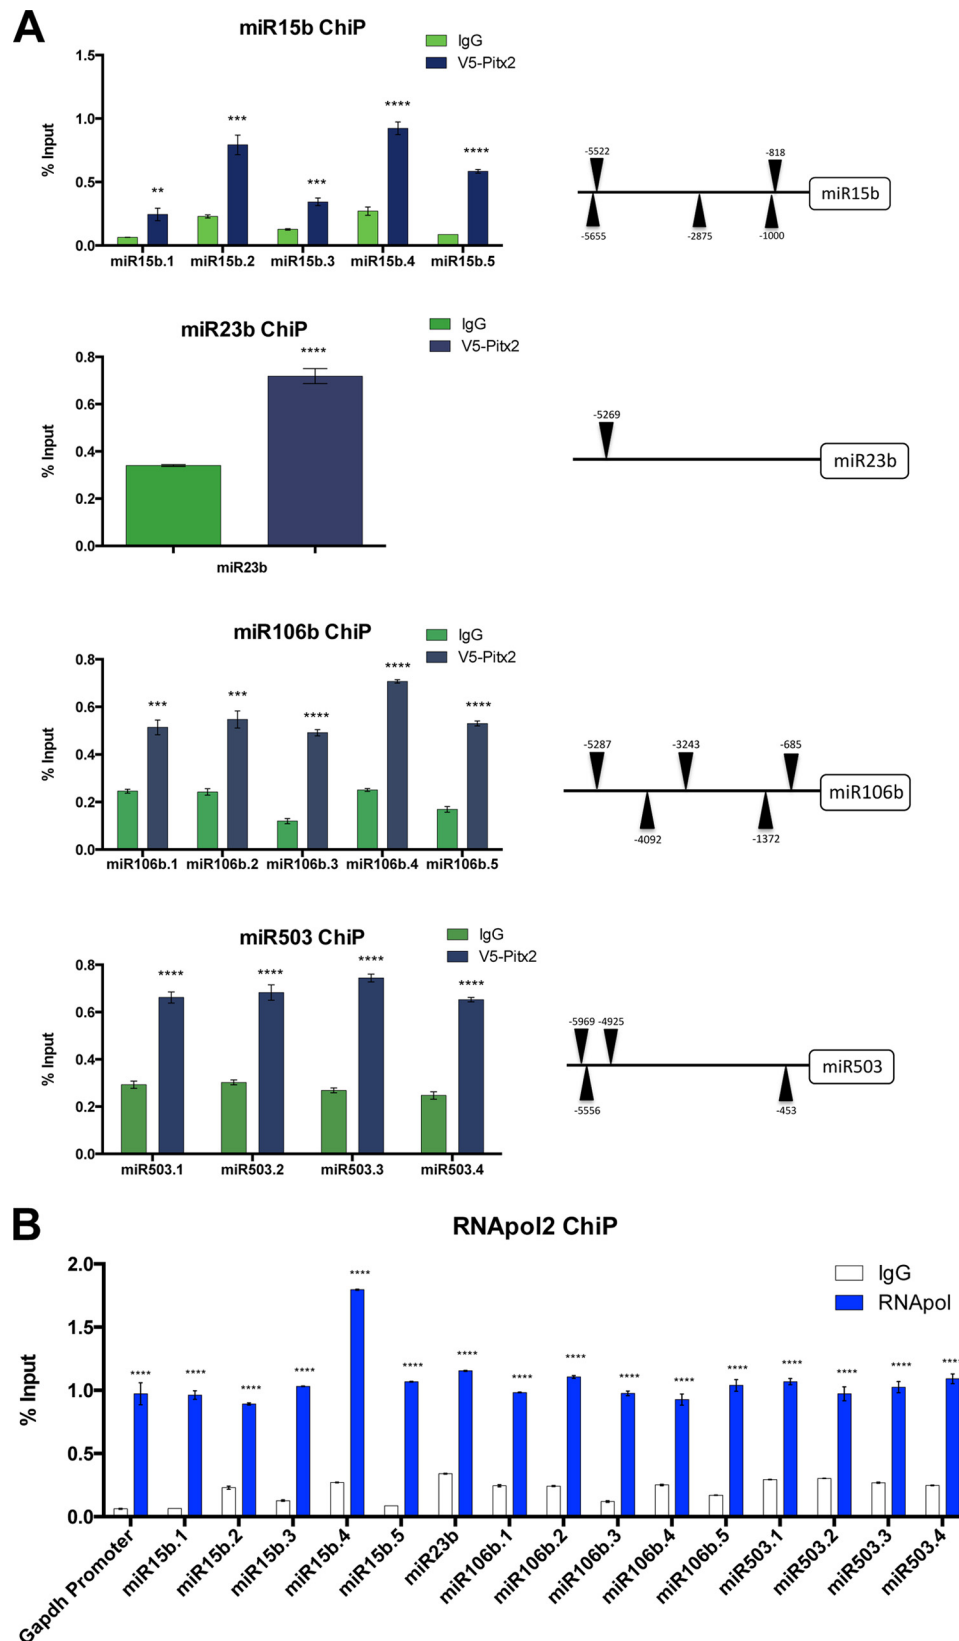 A
miR15b ChiP
IgG
V5-Pitx2
1.5
1.0
0.5
0.0
% Input
**
***
***
****
****
miR15b.1 miR15b.2 miR15b.3 miR15b.4 miR15b.5
-5522 -818
miR15b
-5655 -2875 -1000
miR23b ChiP
IgG
V5-Pitx2
0.8
0.6
0.4
0.2
0.0
% Input
****
miR23b
-5269
miR23b
miR106b ChiP
IgG
V5-Pitx2
0.8
0.6
0.4
0.2
0.0
% Input
***
***
****
****
****
miR106b.1 miR106b.2 miR106b.3 miR106b.4 miR106b.5
-5287 -3243 -685
miR106b
-4092 -1372
miR503 ChiP
IgG
V5-Pitx2
0.8
0.6
0.4
0.2
0.0
% Input
****
****
****
****
miR503.1 miR503.2 miR503.3 miR503.4
-5969 -4925
miR503
-5556 -453
B
RNApol2 ChiP
IgG
RNApol
2.0
1.5
1.0
0.5
0.0
% Input
**** **** **** **** **** **** **** **** **** **** **** **** **** **** **** ****
Gapdh Promoter
miR15b.1
miR15b.2
miR15b.3
miR15b.4
miR15b.5
miR23b
miR106b.1
miR106b.2
miR106b.3
miR106b.4
miR106b.5
miR503.1
miR503.2
miR503.3
miR503.4